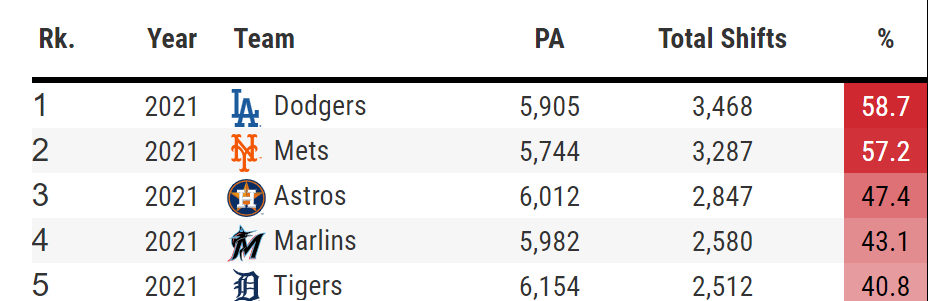 Rk. Year Team PA Total Shifts %
1 2021 LA Dodgers 5,905 3,468 58.7
2 2021 NY Mets 5,744 3,287 57.2
3 2021 H Astros 6,012 2,847 47.4
4 2021 M Marlins 5,982 2,580 43.1
5 2021 D Tigers 6,154 2,512 40.8